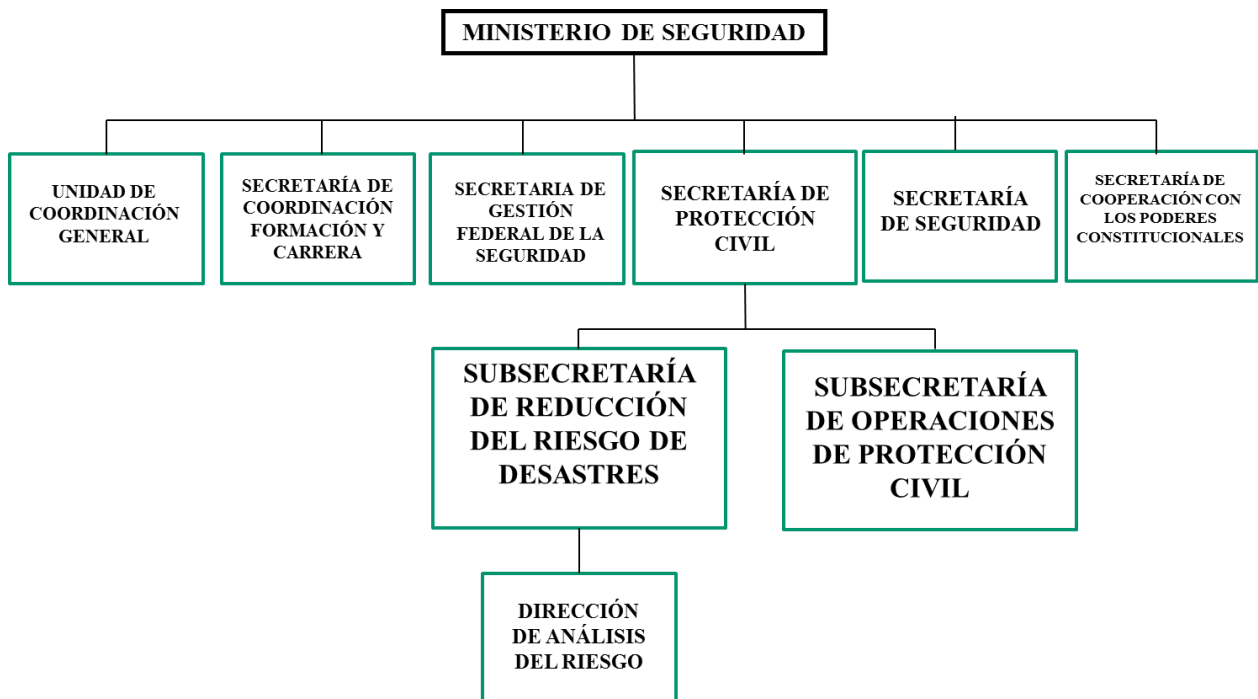 MINISTERIO DE SEGURIDAD
UNIDAD DE
COORDINACIÓN
GENERAL
SECRETARÍA DE
COORDINACIÓN
FORMACIÓN Y
CARRERA
SECRETARIA DE
GESTIÓN
FEDERAL DE LA
SEGURIDAD
SECRETARÍA DE
PROTECCIÓN
CIVIL
SECRETARÍA
DE SEGURIDAD
SECRETARÍA DE
COOPERACIÓN CON
LOS PODERES
CONSTITUCIONALES
SUBSECRETARÍA
DE REDUCCIÓN
DEL RIESGO DE
DESASTRES
SUBSECRETARÍA
DE OPERACIONES
DE PROTECCIÓN
CIVIL
DIRECCIÓN
DE ANÁLISIS
DEL RIESGO